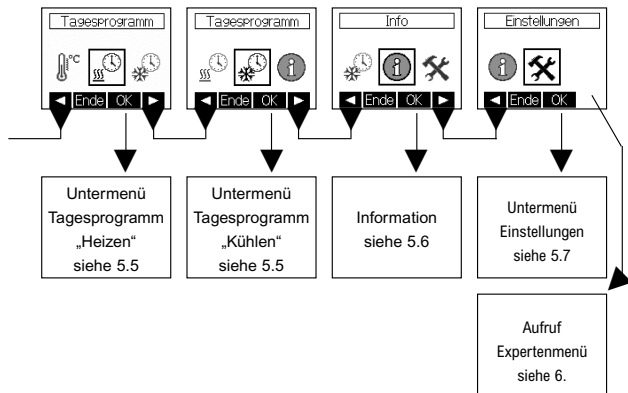 Tagesprogramm
Tagesprogramm
Info
Einstellungen
°C
Ende OK
Ende OK
Ende OK
Ende OK
Untermenü
Tagesprogramm
„Heizen“
siehe 5.5
Untermenü
Tagesprogramm
„Kühlen“
siehe 5.5
Information
siehe 5.6
Untermenü
Einstellungen
siehe 5.7
Aufruf
Expertenmenü
siehe 6.